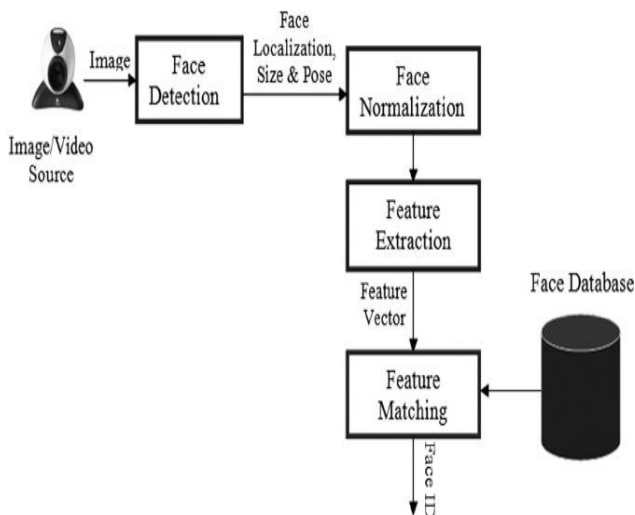 Image
Image/Video
Source
Face
Detection
Face
Localization,
Size & Pose
Face
Normalization
Feature
Extraction
Feature
Vector
Face Database
Feature
Matching
Face ID